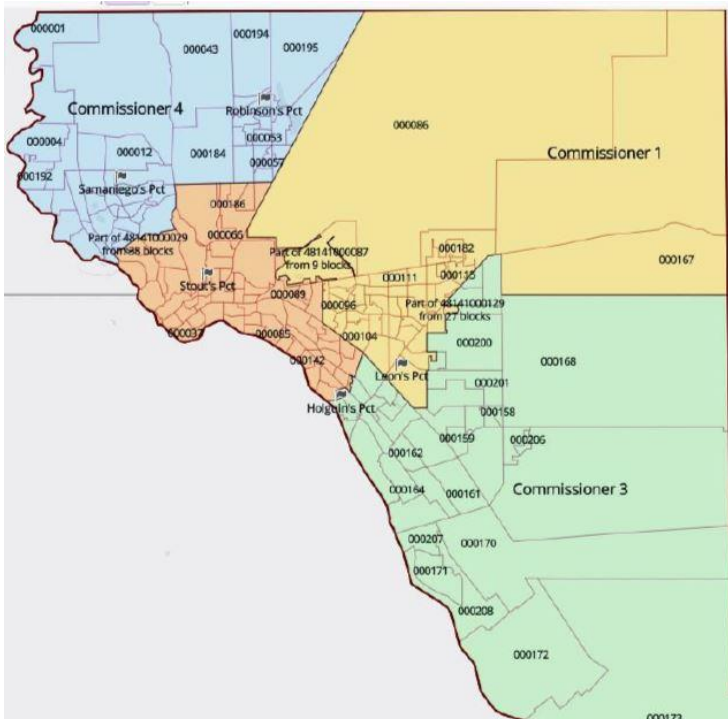 000001
000043
000194
000195
Commissioner 4
Robinson's Pct
000086
000004
000012
000184
000053
000057
Commissioner 1
000192
Samaniego's Pct
000186
Part of 48141000029
from 88 blocks
000066
Part of 48141000087
from 9 blocks
000182
000167
Stout's Pct
000111
000113
000089
000096
Part of 48141000129
from 27 blocks
000037
000085
000104
000200
000142
000168
Leon's Pct
000201
Holguin's Pct
000158
000159
000206
000162
000164
000161
Commissioner 3
000207
000170
000171
000208
000172
000173